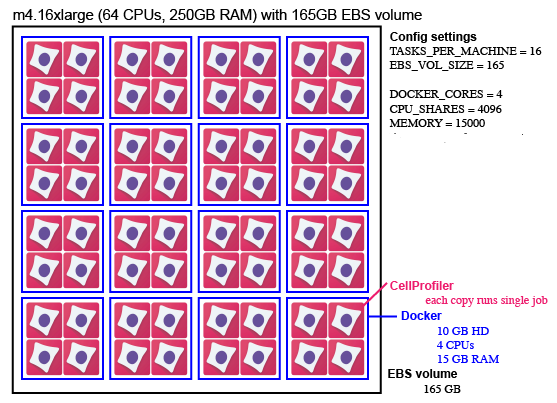 m4.16xlarge (64 CPUs, 250GB RAM) with 165GB EBS volume
Config settings
TASKS_PER_MACHINE = 16
EBS_VOL_SIZE = 165
DOCKER_CORES = 4
CPU_SHARES = 4096
MEMORY = 15000
CellProfiler
each copy runs single job
Docker
10 GB HD
4 CPUs
15 GB RAM
EBS volume
165 GB